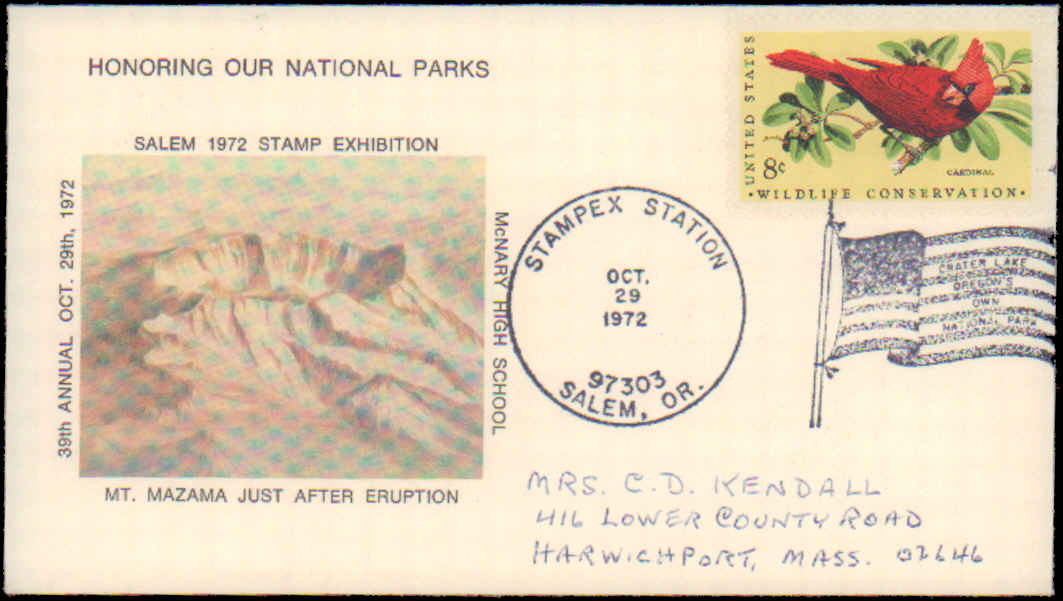 HONORING OUR NATIONAL PARKS
SALEM 1972 STAMP EXHIBITION
39th ANNUAL OCT. 29th, 1972
McNARY HIGH SCHOOL
MT. MAZAMA JUST AFTER ERUPTION
STAMPEX STATION
OCT.
29
1972
97303
SALEM, OR.
UNITED STATES
8c
CARDINAL
•WILDLIFE CONSERVATION•
CRATER LAKE
OREGON'S
OWN
NATIONAL PARK
MRS. C.D. KENDALL
416 LOWER COUNTY ROAD
HARWICHPORT, MASS. 02646